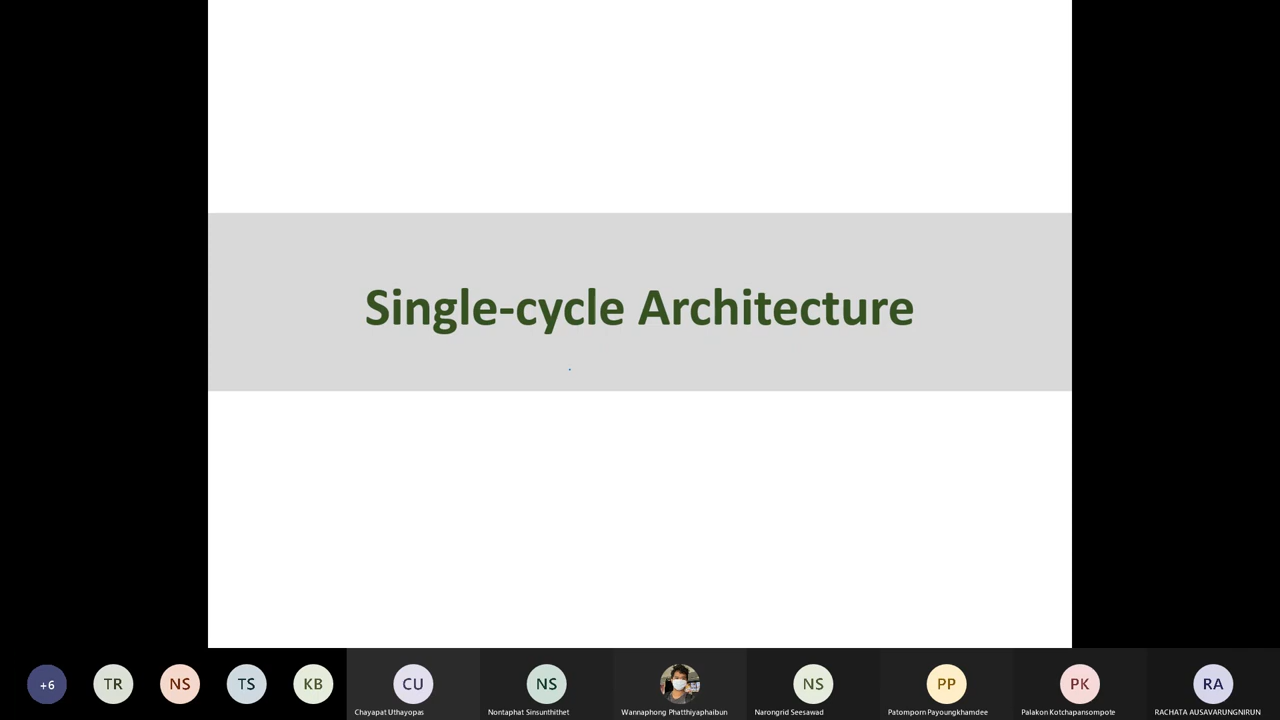 Single-cycle Architecture
+6
TR
NS
TS
KB
CU
Chayapat Uthayopas
NS
Nontaphat Sinsunthithet
Wannaphong Phatthiyaphaibun
NS
Narongrid Seesawad
PP
Patomporn Payoungkhamdee
PK
Palakon Kotchapansompote
RA
RACHATA AUSAVARUNGNIRUN